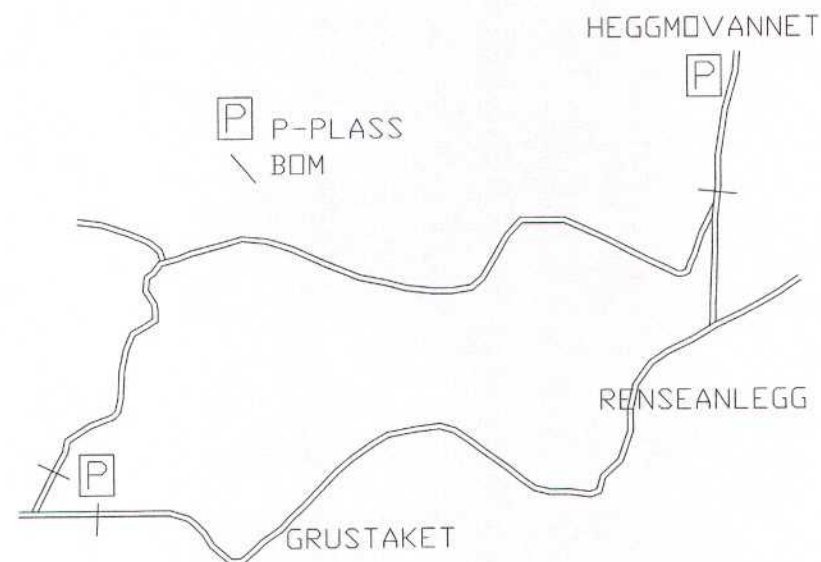 HEGGMOVANNET
P
P P-PLASS
BOM
RENSEANLEGG
P
GRUSTAKET